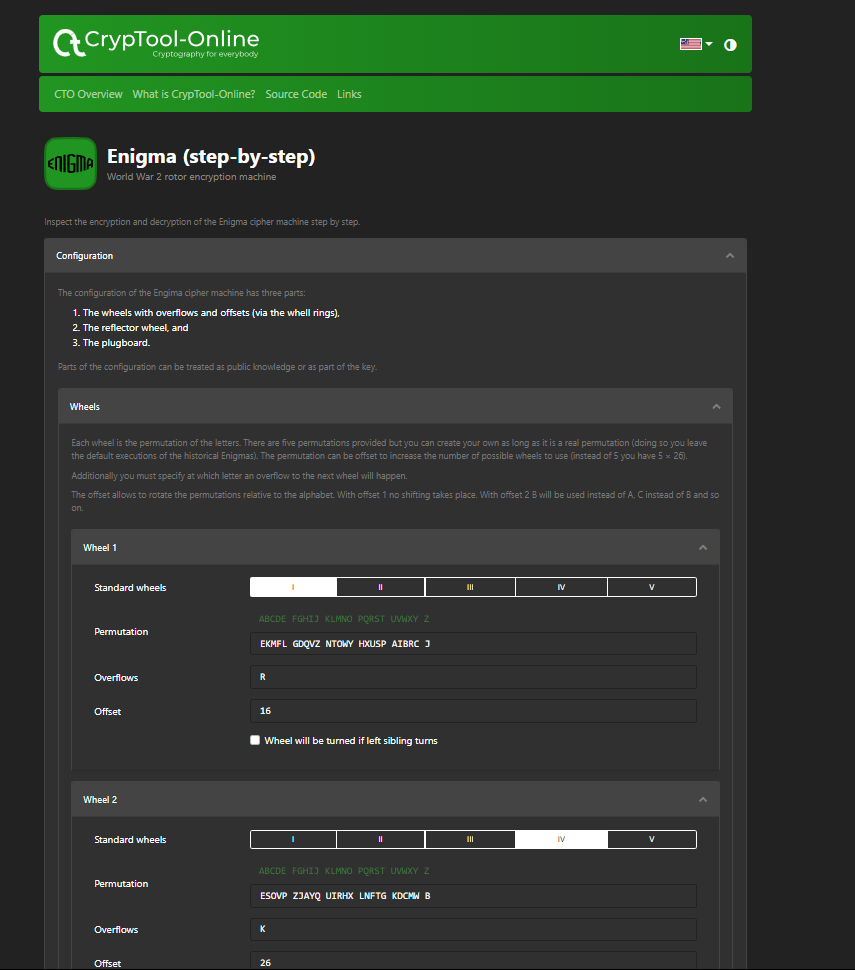 CrypTool-Online
Cryptography for everybody
CTO Overview What is CrypTool-Online? Source Code Links
ENIGMA
Enigma (step-by-step)
World War 2 rotor encryption machine
Inspect the encryption and decryption of the Enigma cipher machine step by step.
Configuration
The configuration of the Engima cipher machine has three parts:
1. The wheels with overflows and offsets (via the whell rings),
2. The reflector wheel, and
3. The plugboard.
Parts of the configuration can be treated as public knowledge or as part of the key.
Wheels
Each wheel is the permutation of the letters. There are five permutations provided but you can create your own as long as it is a real permutation (doing so you leave
the default executions of the historical Enigmas). The permutation can be offset to increase the number of possible wheels to use (instead of 5 you have 5 × 26).
Additionally you must specify at which letter an overflow to the next wheel will happen.
The offset allows to rotate the permutations relative to the alphabet. With offset 1 no shifting takes place. With offset 2 B will be used instead of A, C instead of B and so
on.
Wheel 1
Standard wheels I II III IV V
ABCDE FGHIJ KLMNO PQRST UVWXY Z
Permutation
EKMFL GDQVZ NTOWY HXUSP AIBRC J
Overflows R
Offset 16
Wheel will be turned if left sibling turns
Wheel 2
Standard wheels I II III IV V
ABCDE FGHIJ KLMNO PQRST UVWXY Z
Permutation
ESOVP ZJAYQ UIRHX LNFTG KDCMW B
Overflows K
Offset 26